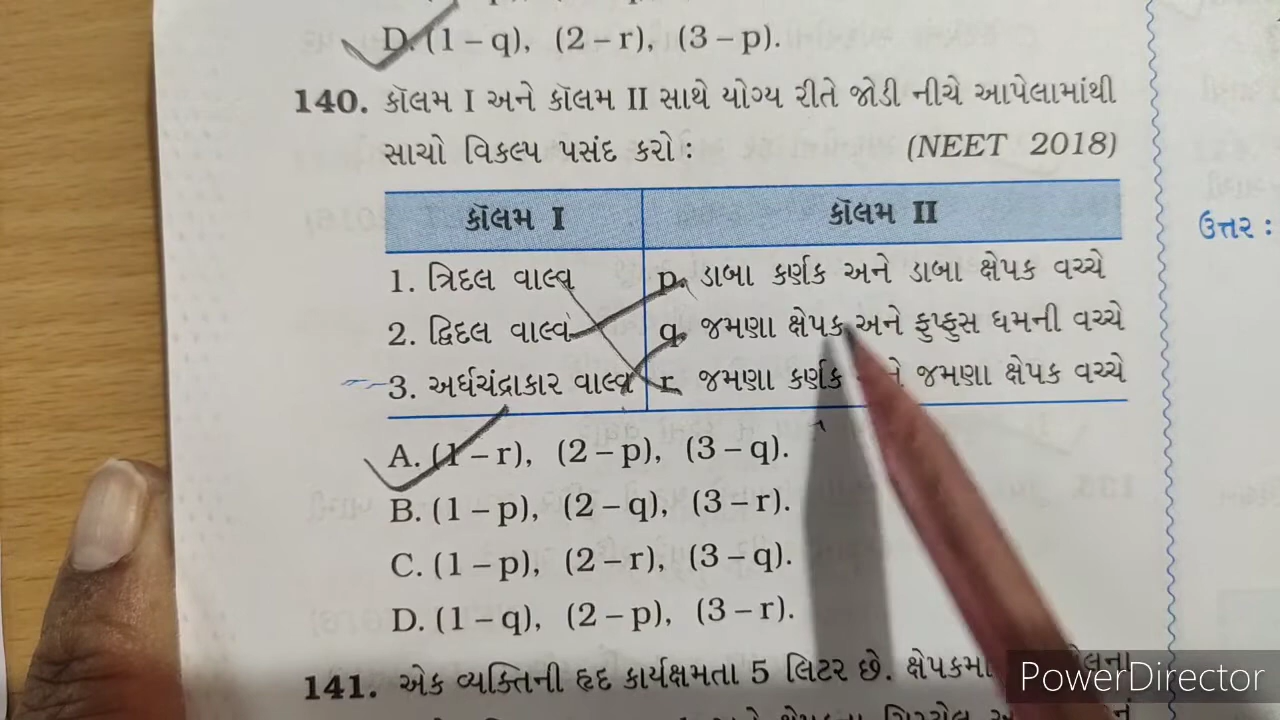 D. (1 – q), (2 – r), (3 – p).
140. કૉલમ I અને કૉલમ II સાથે યોગ્ય રીતે જોડી નીચે આપેલામાંથી
સાચો વિકલ્પ પસંદ કરો : (NEET 2018)
કૉલમ I કૉલમ II
1. ત્રિદલ વાલ્વ p. ડાબા કર્ણક અને ડાબા ક્ષેપક વચ્ચે
2. દ્વિદલ વાલ્વ q. જમણા ક્ષેપક અને ફુપ્ફુસ ધમની વચ્ચે
3. અર્ધચંદ્રાકાર વાલ્વ r. જમણા કર્ણક અને જમણા ક્ષેપક વચ્ચે
A. (1 – r), (2 – p), (3 – q).
B. (1 – p), (2 – q), (3 – r).
C. (1 – p), (2 – r), (3 – q).
D. (1 – q), (2 – p), (3 – r).
141. એક વ્યક્તિની હૃદ કાર્યક્ષમતા 5 લિટર છે.
ઉત્તર :
PowerDirector